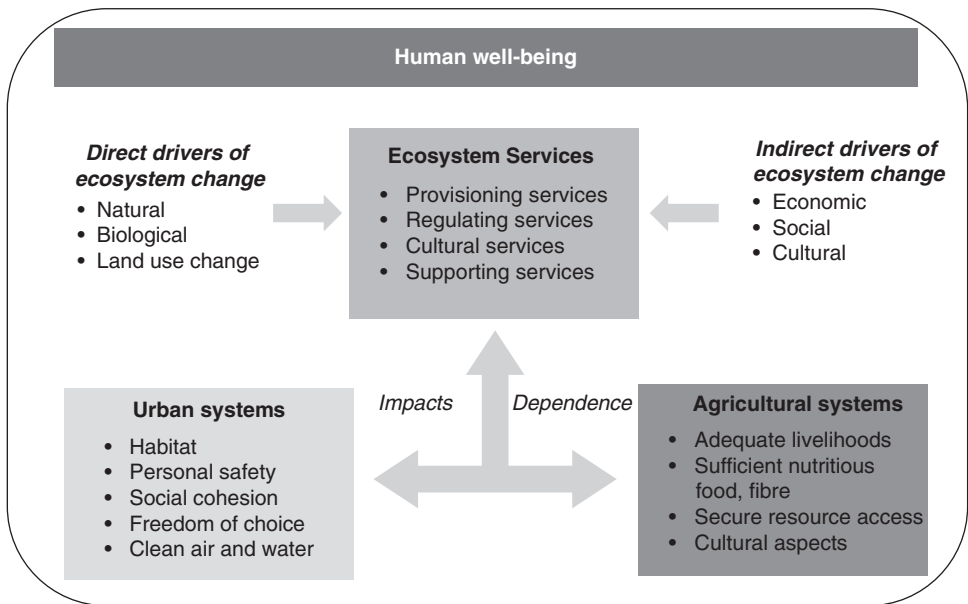 Human well-being
Direct drivers of
ecosystem change
• Natural
• Biological
• Land use change
Ecosystem Services
• Provisioning services
• Regulating services
• Cultural services
• Supporting services
Indirect drivers of
ecosystem change
• Economic
• Social
• Cultural
Impacts
Dependence
Urban systems
• Habitat
• Personal safety
• Social cohesion
• Freedom of choice
• Clean air and water
Agricultural systems
• Adequate livelihoods
• Sufficient nutritious
food, fibre
• Secure resource access
• Cultural aspects